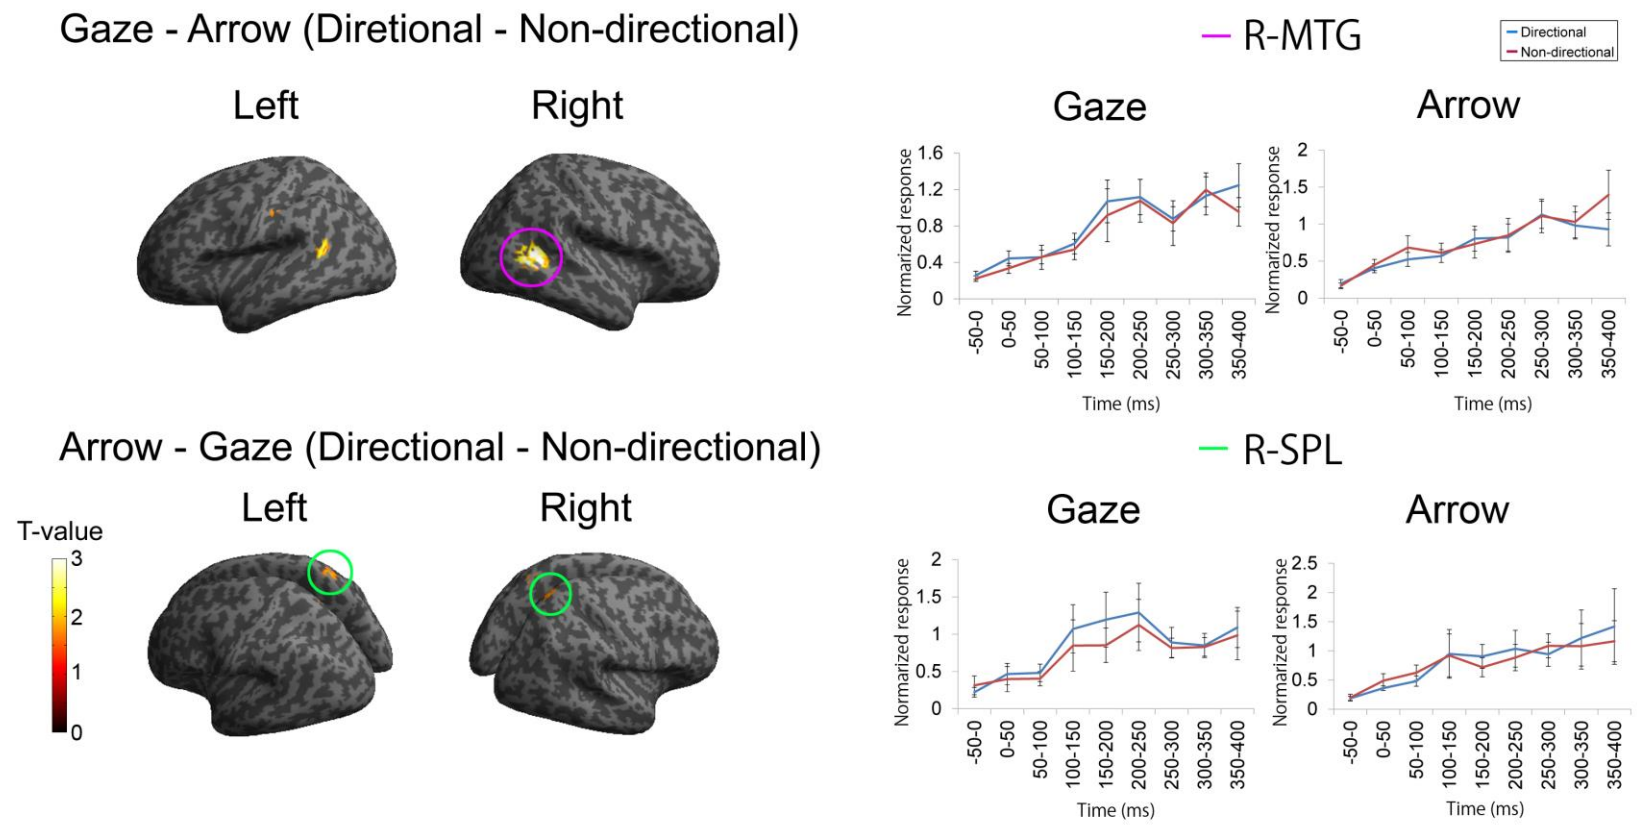 Gaze - Arrow (Diretional - Non-directional)
Left
Right
R-MTG
Directional
Non-directional
Gaze
Arrow
Normarized response
1.6
1.2
0.8
0.4
0
-50-0
0-50
50-100
100-150
150-200
200-250
250-300
300-350
350-400
Time (ms)
Normarized response
2
1.5
1
0.5
0
-50-0
0-50
50-100
100-150
150-200
200-250
250-300
300-350
350-400
Time (ms)
Arrow - Gaze (Directional - Non-directional)
Left
Right
T-value
3
2
1
0
R-SPL
Gaze
Arrow
Normarized response
2
1.5
1
0.5
0
-50-0
0-50
50-100
100-150
150-200
200-250
250-300
300-350
350-400
Time (ms)
Normarized response
2.5
2
1.5
1
0.5
0
-50-0
0-50
50-100
100-150
150-200
200-250
250-300
300-350
350-400
Time (ms)